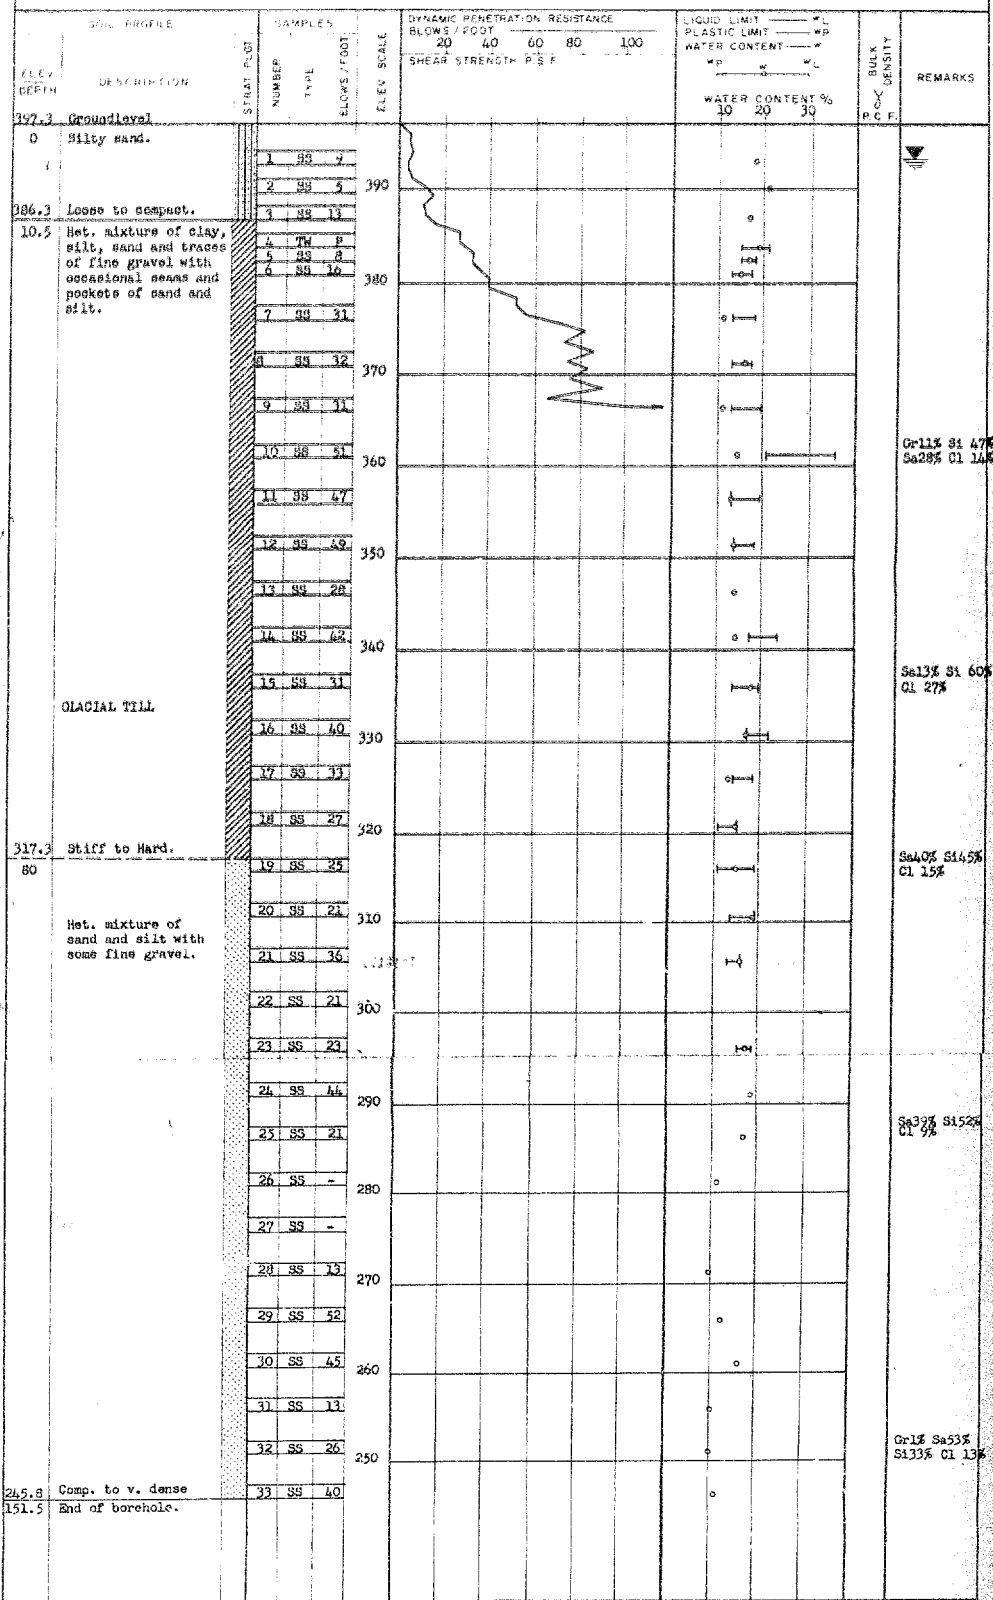 SOIL PROFILE
SAMPLES
DYNAMIC PENETRATION RESISTANCE
BLOWS / FOOT
20 40 60 80 100
SHEAR STRENGTH P.S.F.
LIQUID LIMIT WL
PLASTIC LIMIT WP
WATER CONTENT W
WP W WL
WATER CONTENT %
10 20 30
ELEV
DEPTH
DESCRIPTION
STRAT PLOT
NUMBER
TYPE
BLOWS / FOOT
ELEV SCALE
BULK DENSITY
P.C.F.
REMARKS
397.3 Groundlevel
0 Silty sand.
1 SS 9
2 SS 5
390
386.3 Loose to compact.
3 SS 13
10.5 Het. mixture of clay,
silt, sand and traces
of fine gravel with
occasional seams and
pockets of sand and
silt.
4 TW P
5 SS 8
6 SS 16
380
7 SS 31
8 SS 32
370
9 SS 31
Gr11% Si 47%
Sa28% Cl 14%
10 SS 51
360
11 SS 47
12 SS 49
350
13 SS 28
14 SS 42
340
Sa13% Si 60%
Cl 27%
15 SS 31
GLACIAL TILL
16 SS 40
330
17 SS 33
18 SS 27
320
317.3 Stiff to Hard.
80
Sa40% Si45%
Cl 15%
19 SS 25
20 SS 21
310
Het. mixture of
sand and silt with
some fine gravel.
21 SS 36
22 SS 21
300
23 SS 23
24 SS 44
290
Sa39% Si52%
Cl 9%
25 SS 21
26 SS -
280
27 SS -
28 SS 13
270
29 SS 52
30 SS 45
260
31 SS 13
Gr1% Sa53%
Si33% Cl 13%
32 SS 26
250
245.8 Comp. to v. dense
33 SS 40
151.5 End of borehole.